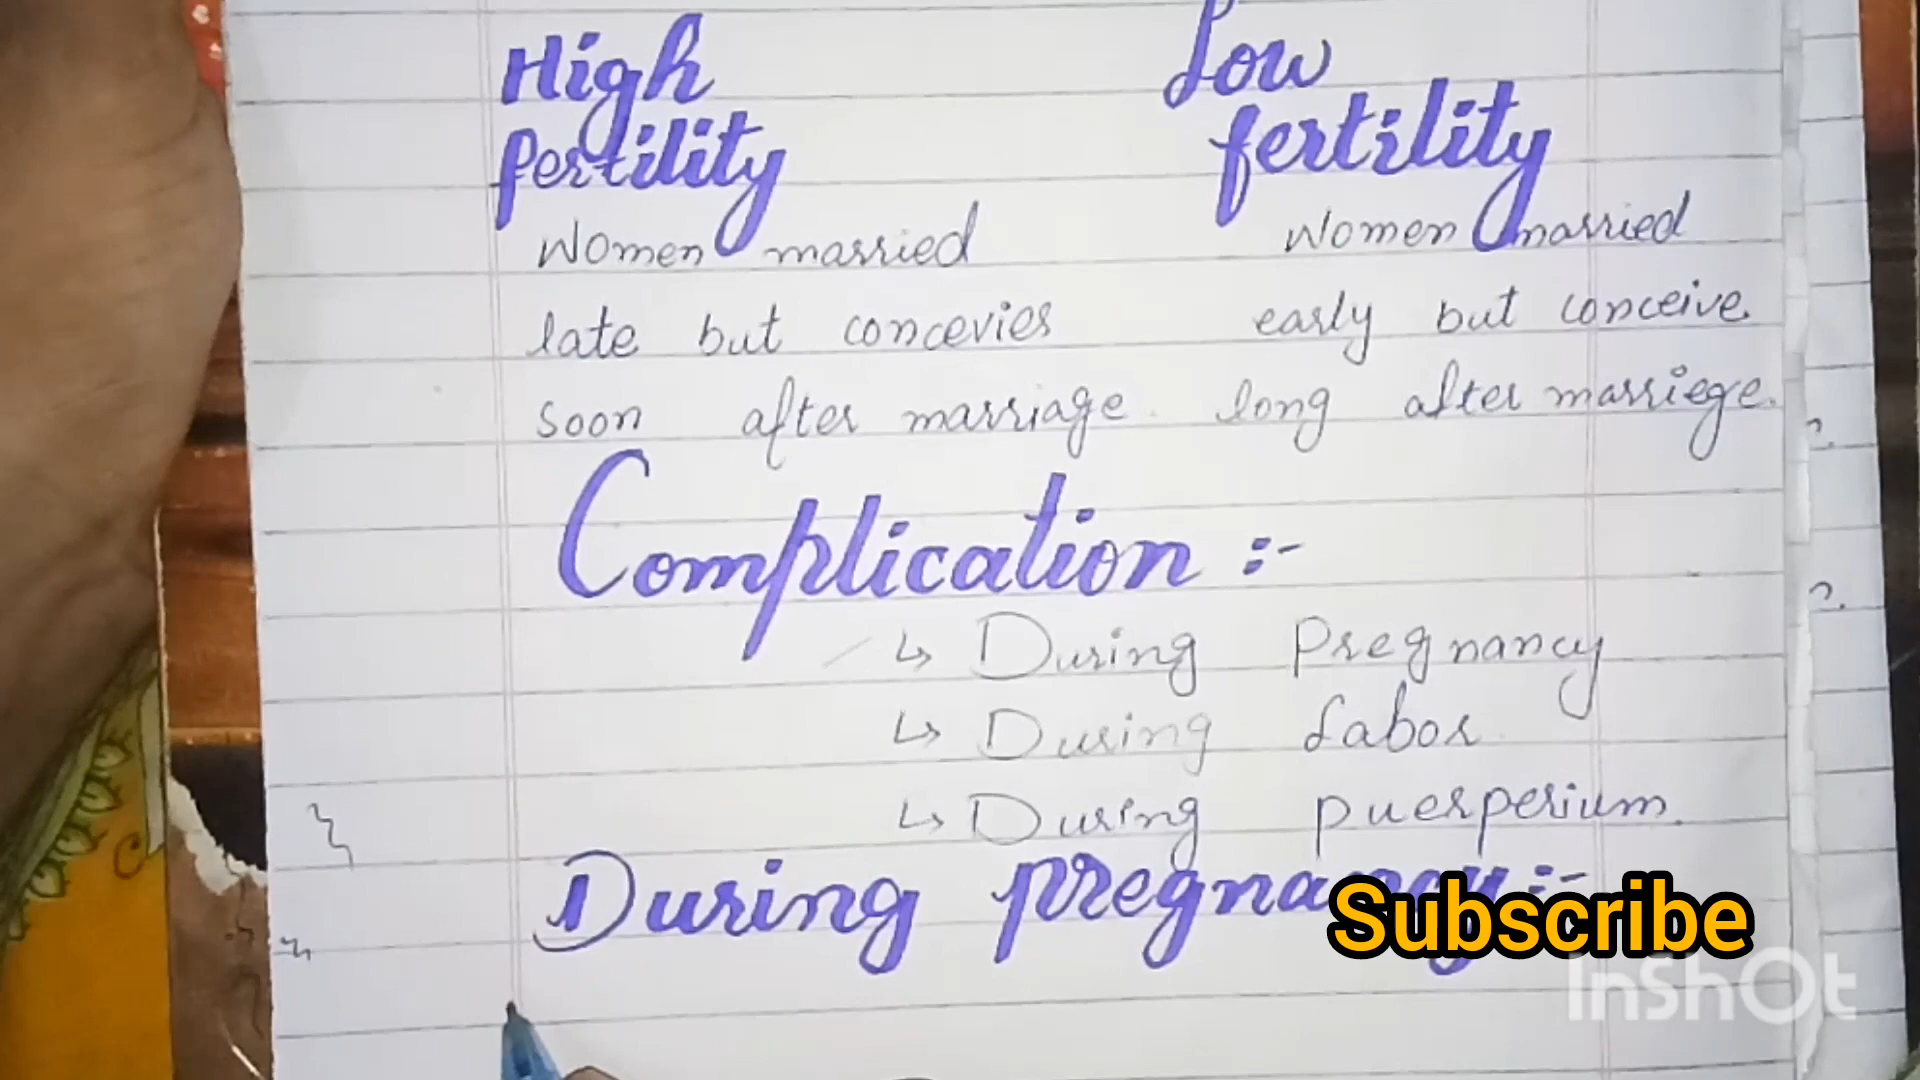 High
fertility
Women married
late but concevies
soon after marriage.
Low
fertility
Women married
early but conceive
long after marriege.
Complication :-
↳ During Pregnancy
↳ During Labor
↳ During puerperium.
During pregnancy :-
Subscribe
InShOt